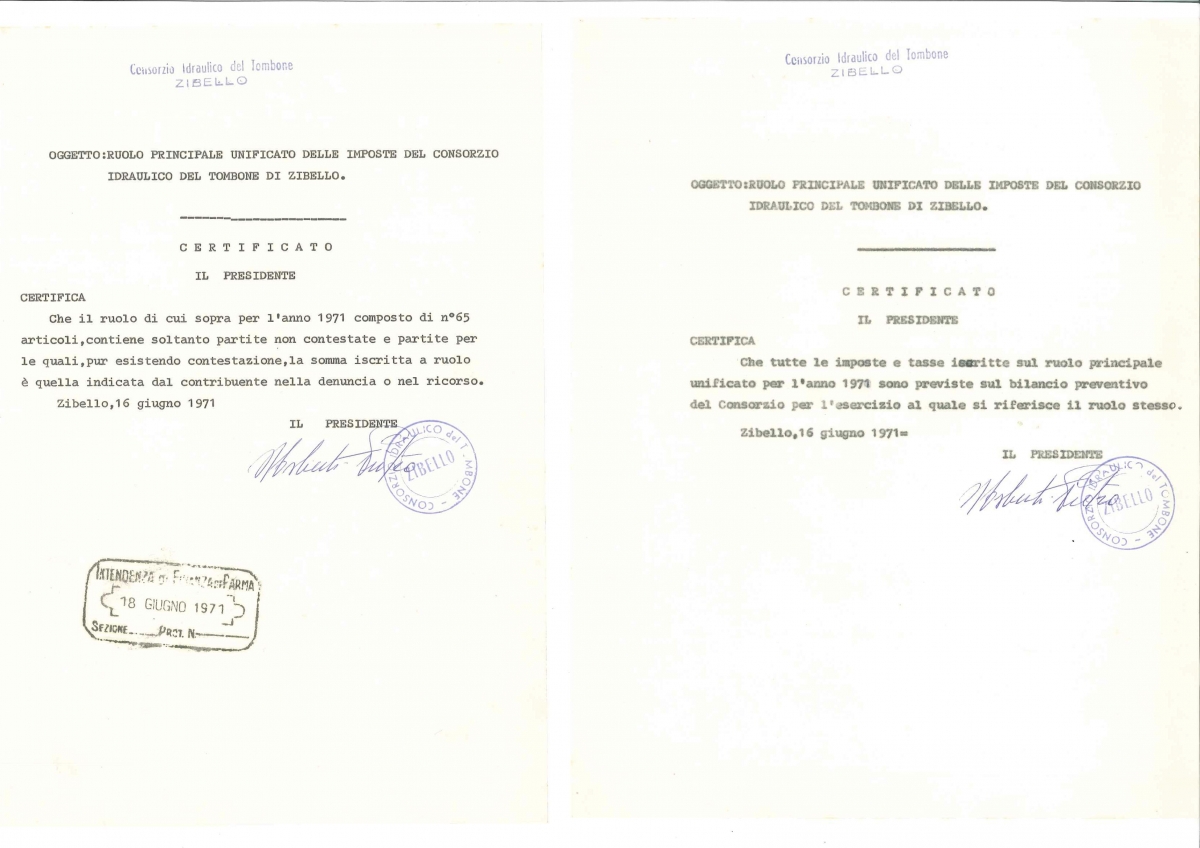 Consorzio Idraulico del Tombone
ZIBELLO
OGGETTO:RUOLO PRINCIPALE UNIFICATO DELLE IMPOSTE DEL CONSORZIO
IDRAULICO DEL TOMBONE DI ZIBELLO.
CERTIFICATO
IL PRESIDENTE
CERTIFICA
Che il ruolo di cui sopra per l'anno 1971 composto di n°65
articoli,contiene soltanto partite non contestate e partite per
le quali,pur esistendo contestazione,la somma iscritta a ruolo
è quella indicata dal contribuente nella denuncia o nel ricorso.
Zibello,16 giugno 1971
IL PRESIDENTE
CONSORZIO IDRAULICO del TOMBONE -
ZIBELLO
INTENDENZA di FINANZA di PARMA
18 GIUGNO 1971
SEZIONE PROT. N.
Consorzio Idraulico del Tombone
ZIBELLO
OGGETTO:RUOLO PRINCIPALE UNIFICATO DELLE IMPOSTE DEL CONSORZIO
IDRAULICO DEL TOMBONE DI ZIBELLO.
CERTIFICATO
IL PRESIDENTE
CERTIFICA
Che tutte le imposte e tasse iscritte sul ruolo principale
unificato per l'anno 1971 sono previste sul bilancio preventivo
del Consorzio per l'esercizio al quale si riferisce il ruolo stesso.
Zibello,16 giugno 1971=
IL PRESIDENTE
CONSORZIO IDRAULICO del TOMBONE -
ZIBELLO